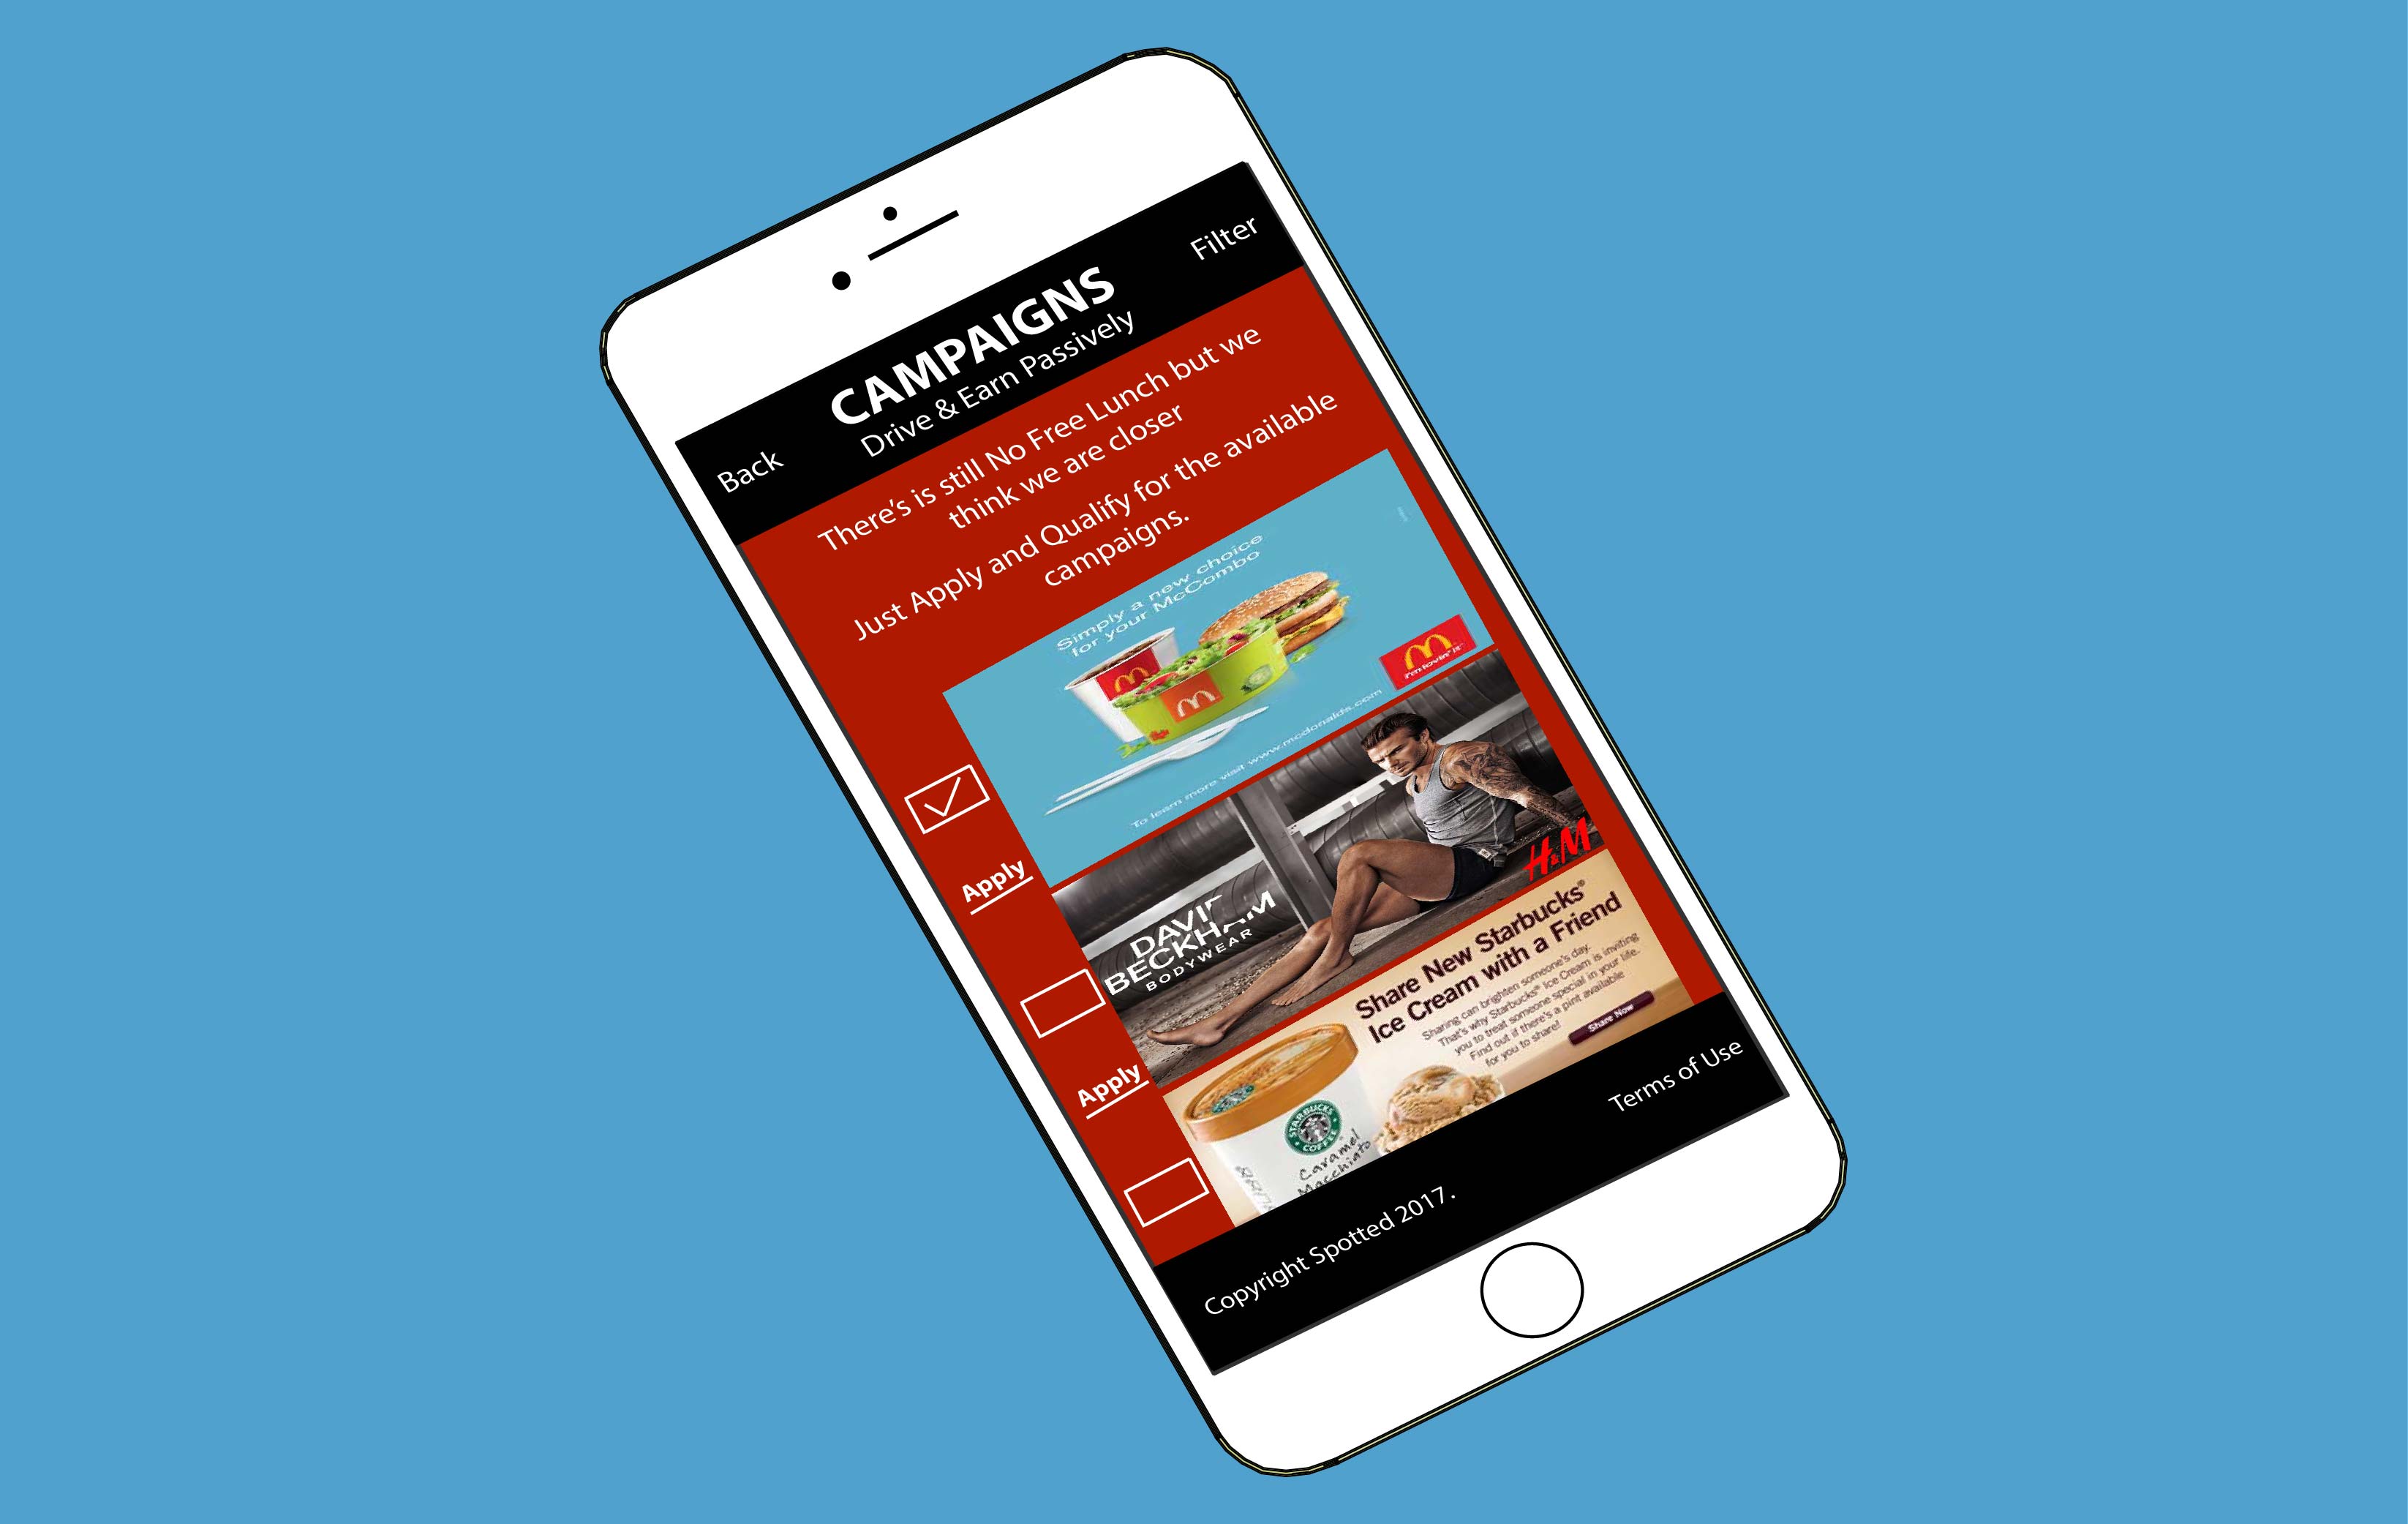 Filter
CAMPAIGNS
Drive & Earn Passively
Back
There's is still No Free Lunch but we
think we are closer
Just Apply and Qualify for the available
campaigns.
Simply a new choice
for your McCombo
i'm lovin' it
To learn more visit www.mcdonalds.com
Apply
DAVID
BECKHAM
BODYWEAR
H&M
Apply
Share New Starbucks®
Ice Cream with a Friend
Sharing can brighten someone's day.
That's why Starbucks® Ice Cream is inviting
you to treat someone special in your life.
Find out if there's a pint available
for you to share!
Share Now
STARBUCKS
COFFEE
Caramel
Macchiato
Terms of Use
Copyright Spotted 2017.